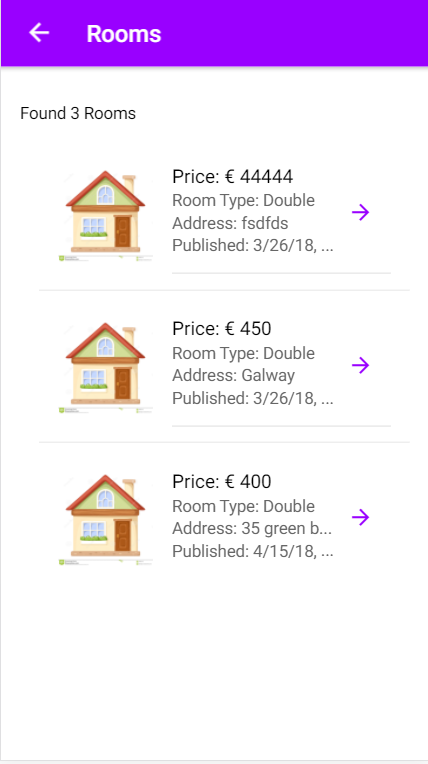 Rooms
Found 3 Rooms
Price: € 44444
Room Type: Double
Address: fsdfds
Published: 3/26/18, ...
Price: € 450
Room Type: Double
Address: Galway
Published: 3/26/18, ...
Price: € 400
Room Type: Double
Address: 35 green b...
Published: 4/15/18, ...